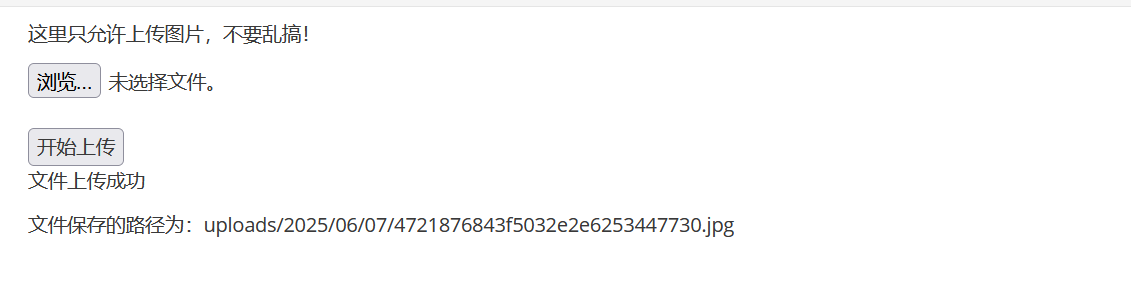 这里只允许上传图片，不要乱搞！
浏览... 未选择文件。
开始上传
文件上传成功
文件保存的路径为：uploads/2025/06/07/4721876843f5032e2e6253447730.jpg